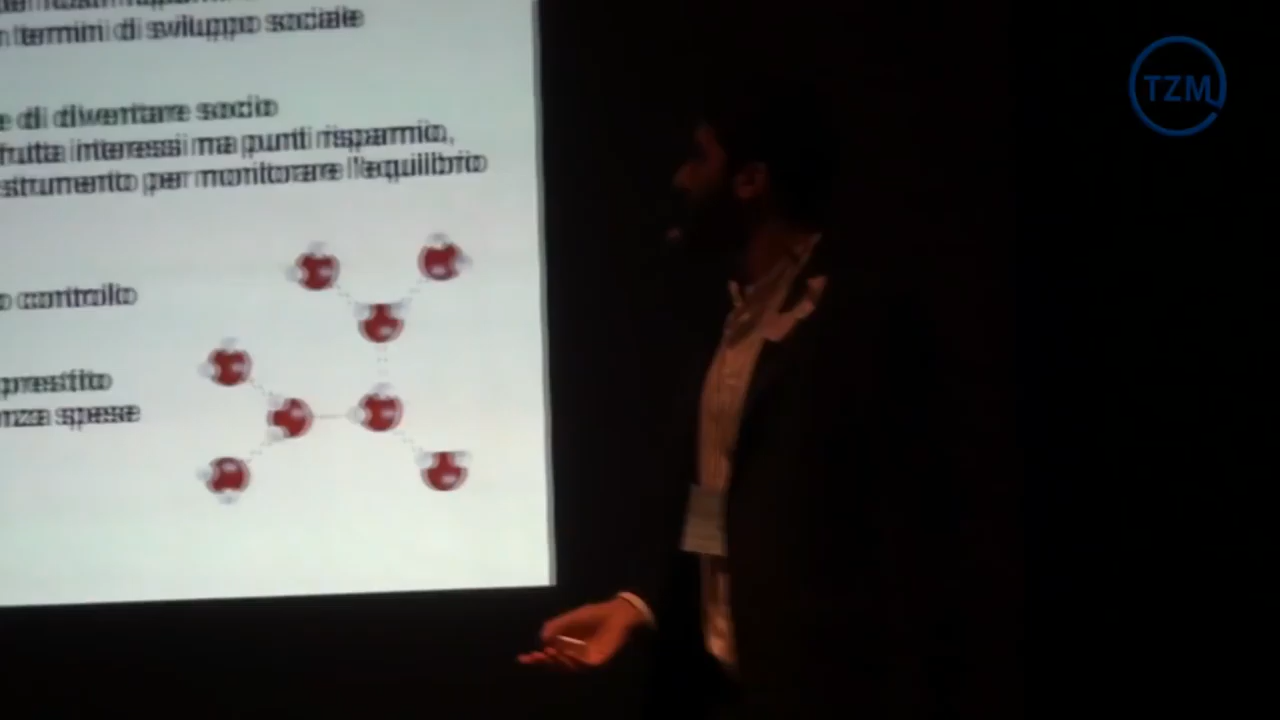 termini di sviluppo sociale
TZM
di diventare socio
frutta interessi ma punti risparmio,
strumento per monitorare l'equilibrio
controllo
prestito
spese